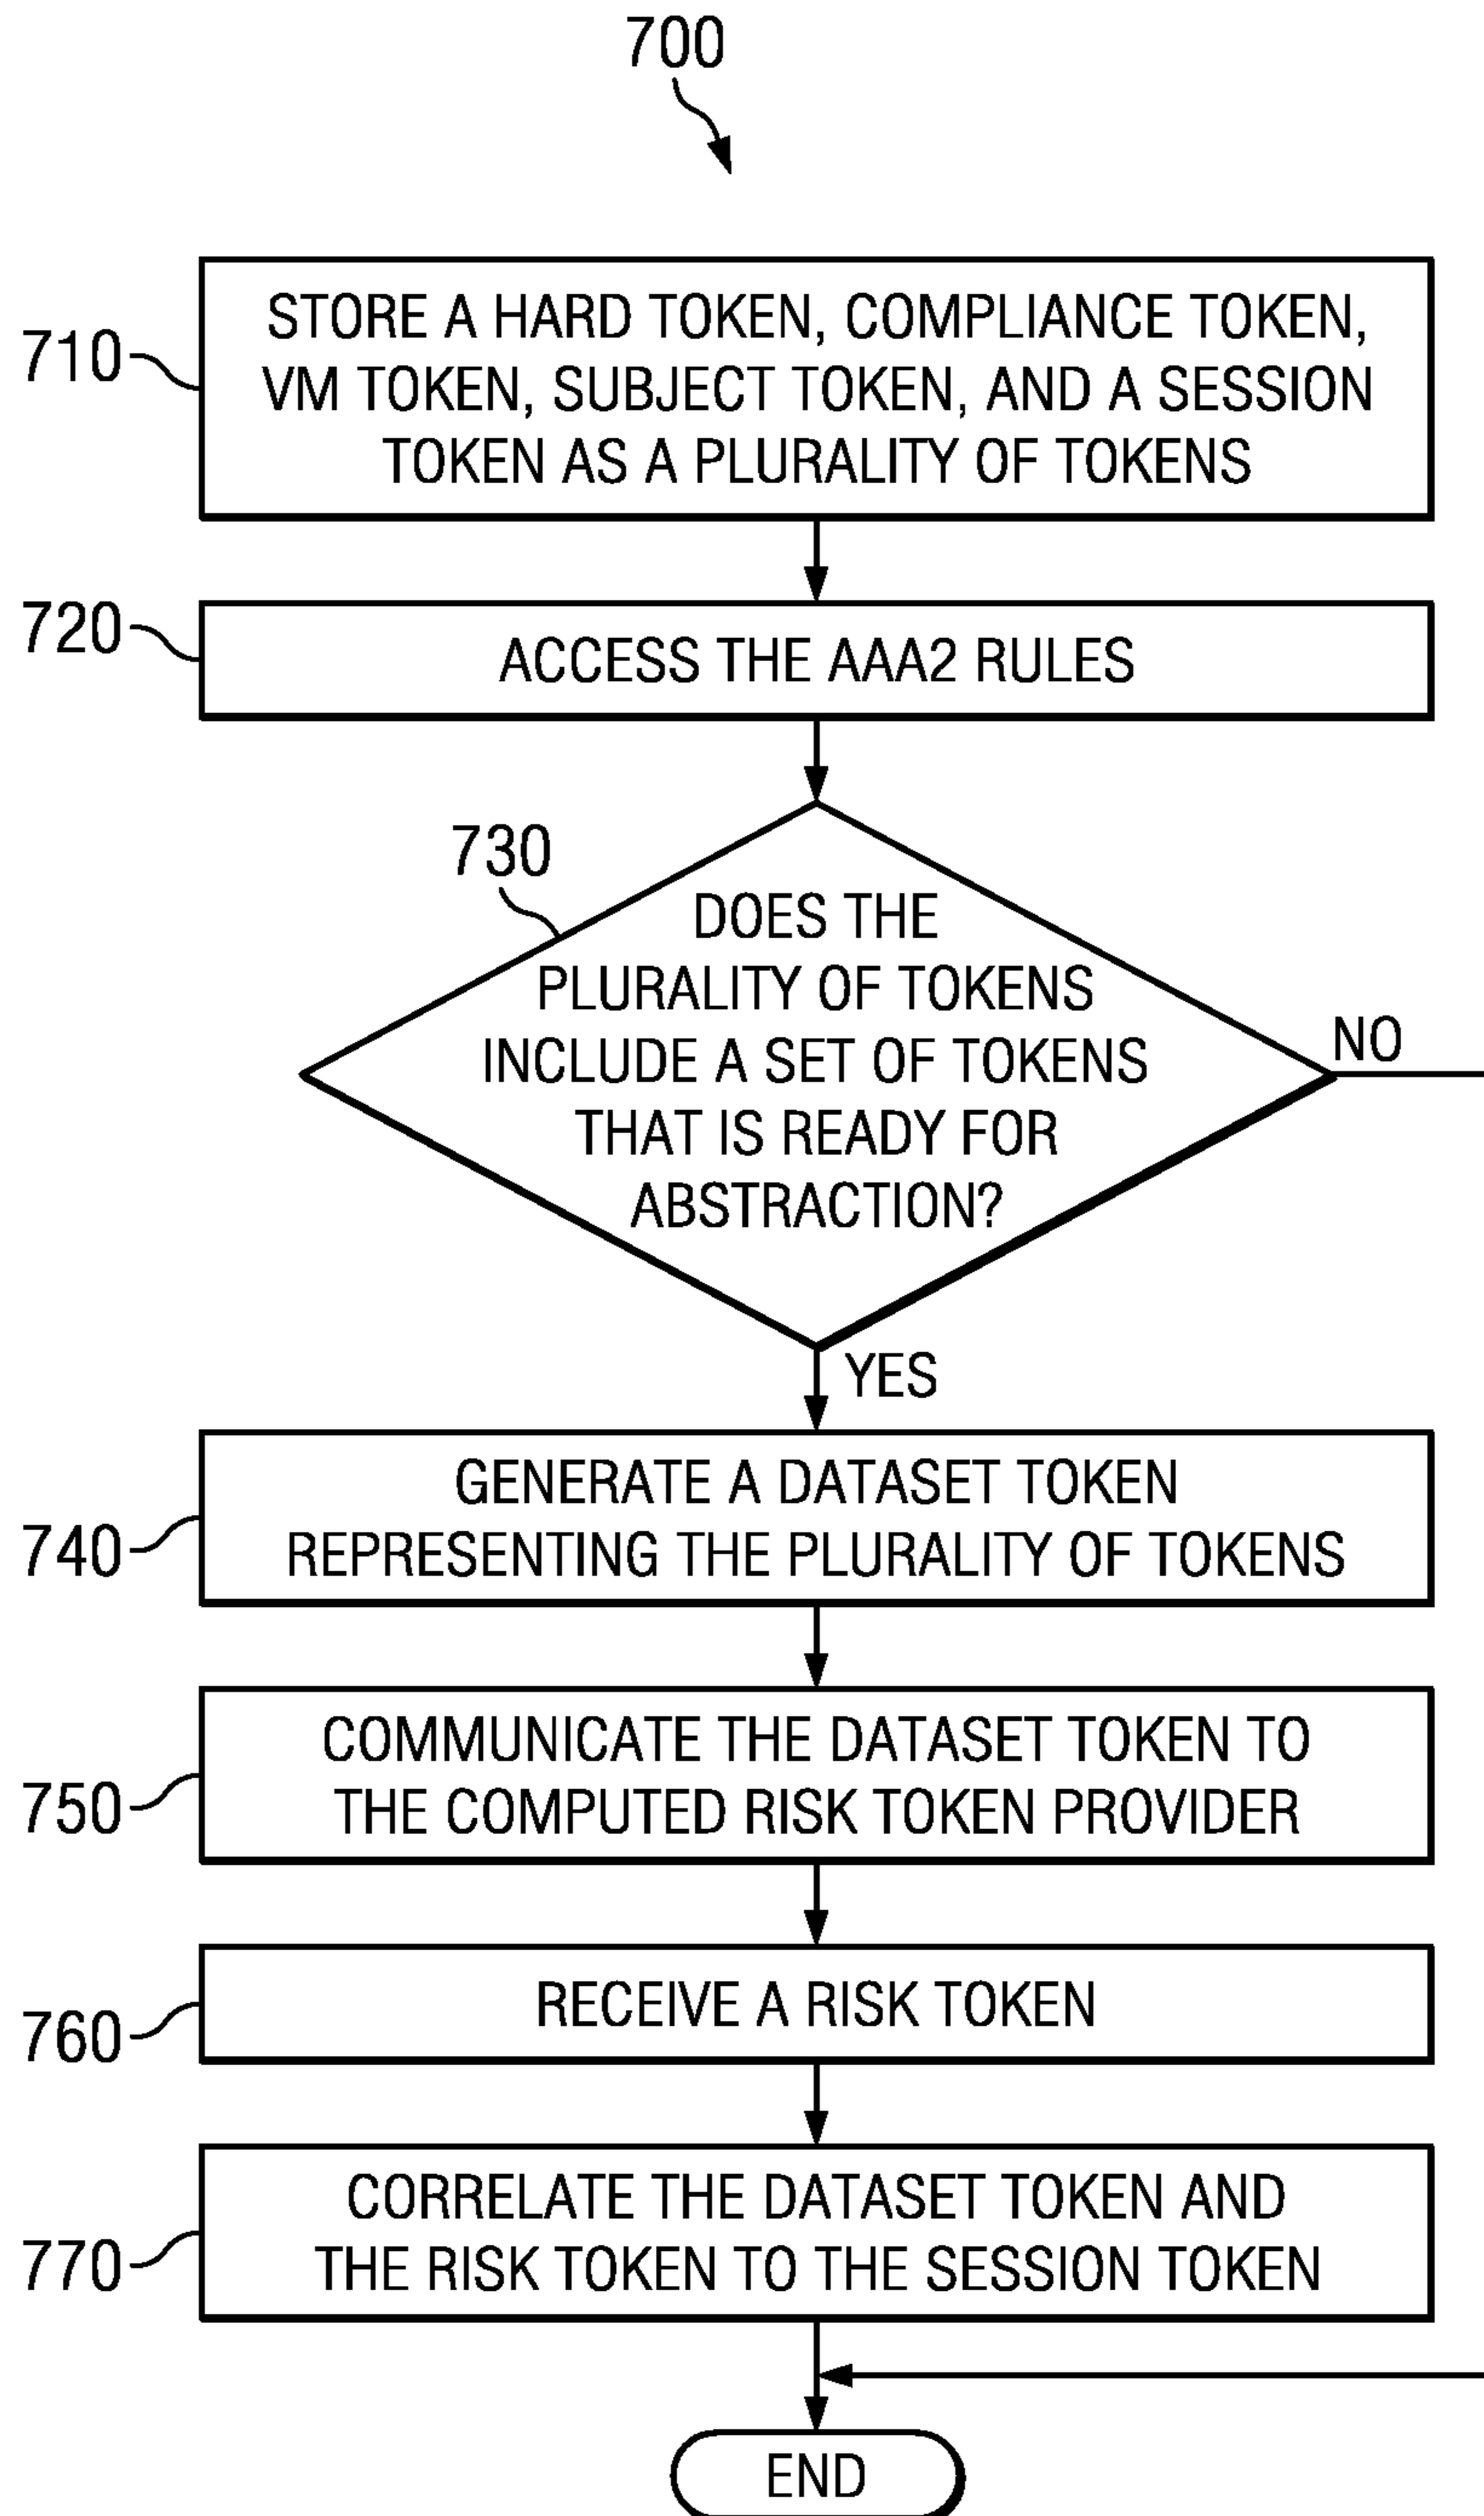 700
710
STORE A HARD TOKEN, COMPLIANCE TOKEN,
VM TOKEN, SUBJECT TOKEN, AND A SESSION
TOKEN AS A PLURALITY OF TOKENS
720
ACCESS THE AAA2 RULES
730
DOES THE
PLURALITY OF TOKENS
INCLUDE A SET OF TOKENS
THAT IS READY FOR
ABSTRACTION?
NO
YES
740
GENERATE A DATASET TOKEN
REPRESENTING THE PLURALITY OF TOKENS
750
COMMUNICATE THE DATASET TOKEN TO
THE COMPUTED RISK TOKEN PROVIDER
760
RECEIVE A RISK TOKEN
770
CORRELATE THE DATASET TOKEN AND
THE RISK TOKEN TO THE SESSION TOKEN
END